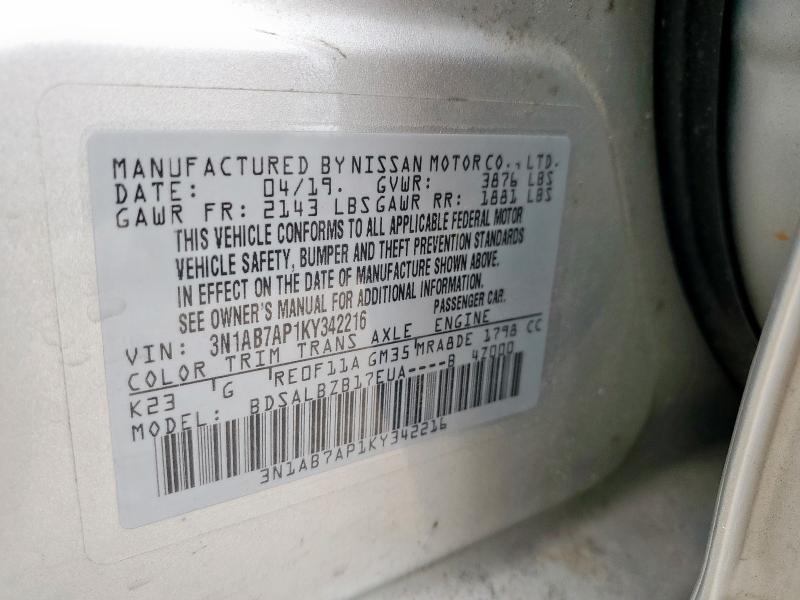 MANUFACTURED BY NISSAN MOTOR CO., LTD.
DATE: 04/19. GVWR: 3876 LBS
GAWR FR: 2143 LBS GAWR RR: 1881 LBS
THIS VEHICLE CONFORMS TO ALL APPLICABLE FEDERAL MOTOR
VEHICLE SAFETY, BUMPER AND THEFT PREVENTION STANDARDS
IN EFFECT ON THE DATE OF MANUFACTURE SHOWN ABOVE.
SEE OWNER'S MANUAL FOR ADDITIONAL INFORMATION.
VIN: 3N1AB7AP1KY342216 PASSENGER CAR.
COLOR TRIM TRANS AXLE ENGINE
K23 G RE0F11A GM35 MRA8DE 1798 CC
MODEL: BDSALBZB17EUA----B 47000
3N1AB7AP1KY342216